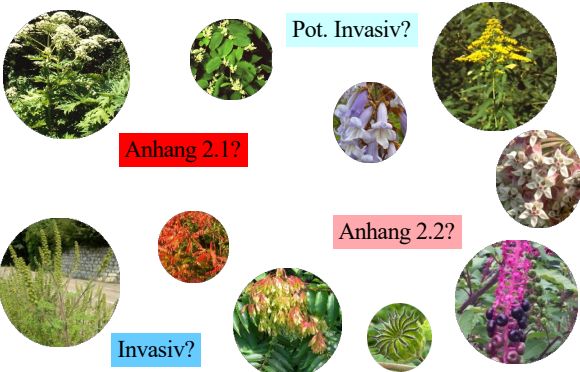 Pot. Invasiv?
Anhang 2.1?
Anhang 2.2?
Invasiv?